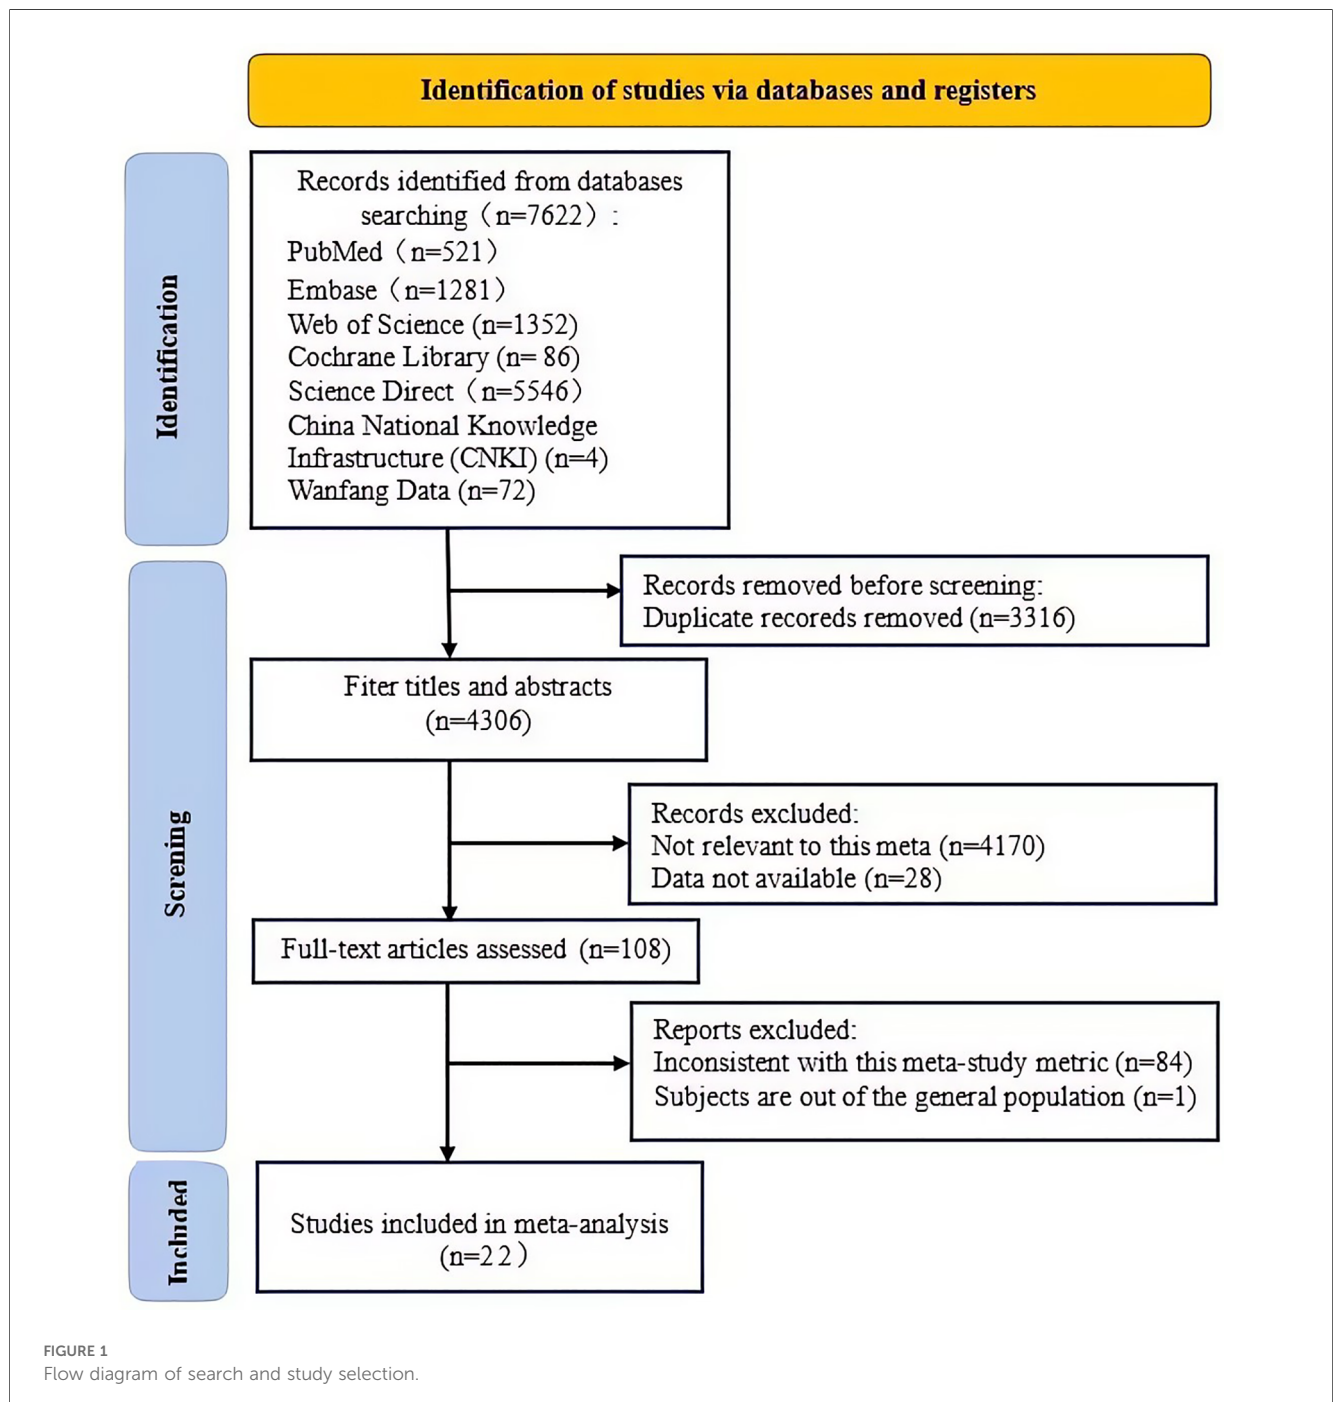 Identification of studies via databases and registers
Identification
Records identified from databases
searching（n=7622）:
PubMed（n=521）
Embase（n=1281）
Web of Science (n=1352)
Cochrane Library (n= 86)
Science Direct（n=5546）
China National Knowledge
Infrastructure (CNKI) (n=4)
Wanfang Data (n=72)
Screning
Records removed before screening:
Duplicate recoreds removed (n=3316)
Fiter titles and abstracts
(n=4306)
Records excluded:
Not relevant to this meta (n=4170)
Data not available (n=28)
Full-text articles assessed (n=108)
Reports excluded:
Inconsistent with this meta-study metric (n=84)
Subjects are out of the general population (n=1)
Included
Studies included in meta-analysis
(n=22）
FIGURE 1
Flow diagram of search and study selection.